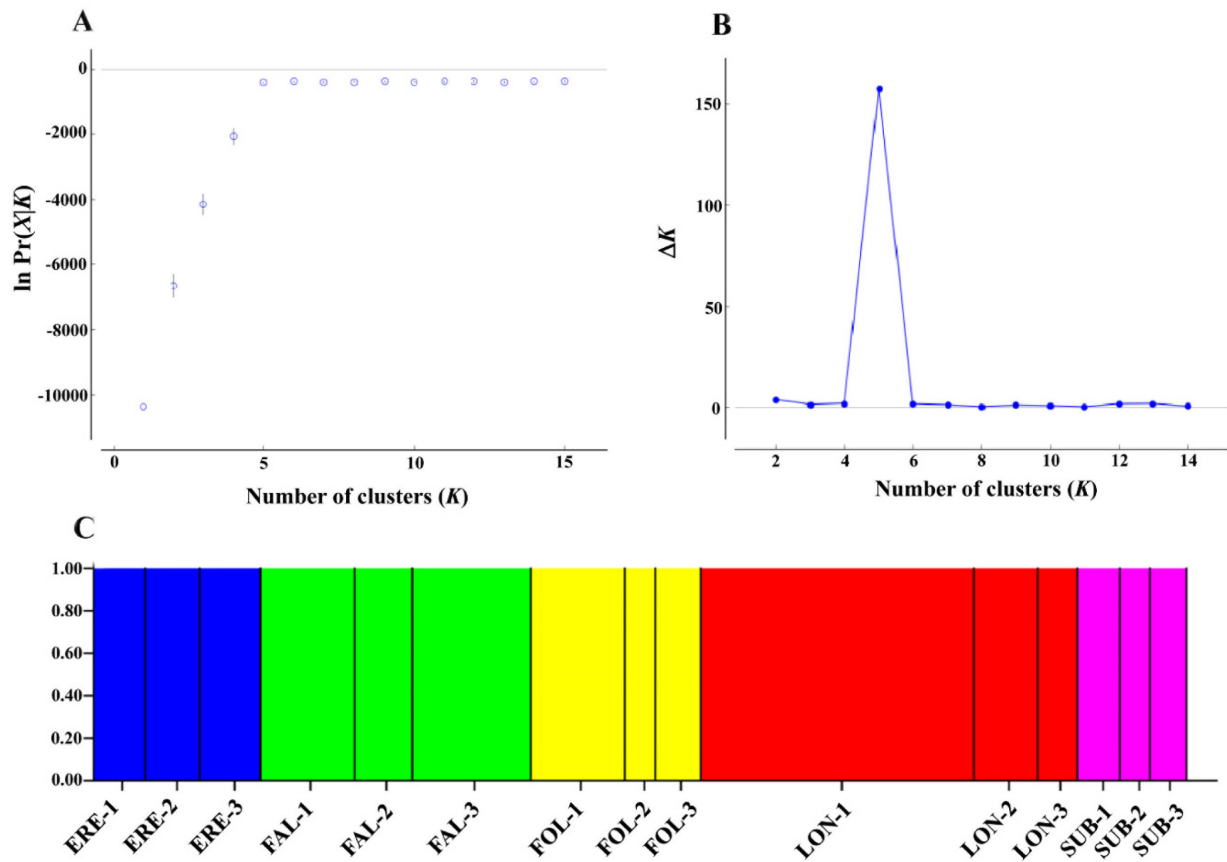 A
0
-2000
-4000
-6000
-8000
-10000
ln Pr(X|K)
0 5 10 15
Number of clusters (K)
B
150
100
50
0
ΔK
2 4 6 8 10 12 14
Number of clusters (K)
C
1.00
0.80
0.60
0.40
0.20
0.00
ERE-1 ERE-2 ERE-3 FAL-1 FAL-2 FAL-3 FOL-1 FOL-2 FOL-3 LON-1 LON-2 LON-3 SUB-1 SUB-2 SUB-3